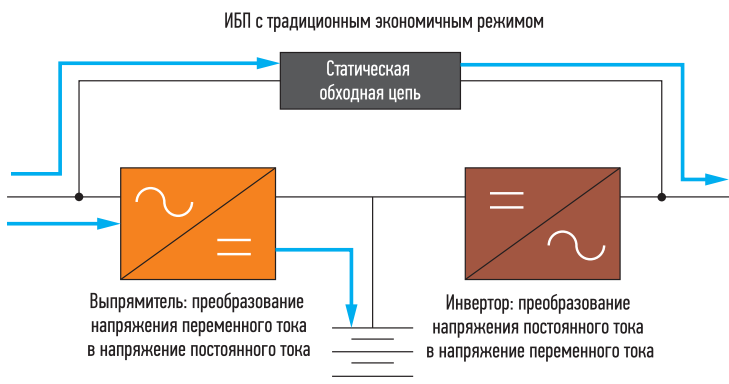 ИБП с традиционным экономичным режимом
Статическая
обходная цепь
Выпрямитель: преобразование
напряжения переменного тока
в напряжение постоянного тока
Инвертор: преобразование
напряжения постоянного тока
в напряжение переменного тока